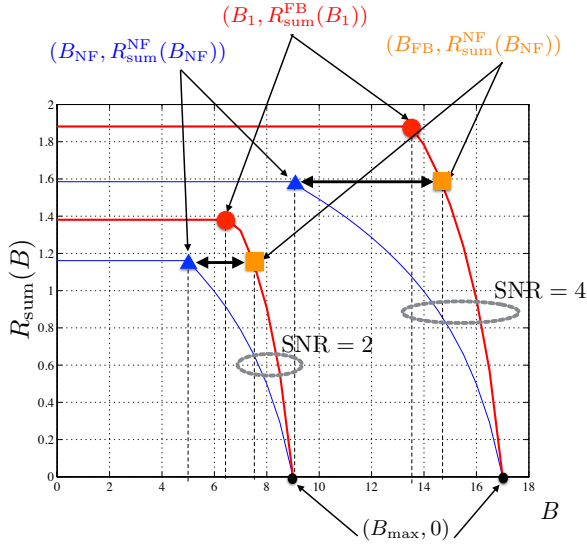 (B₁, R_sum^FB(B₁))
(B_NF, R_sum^NF(B_NF))
(B_FB, R_sum^NF(B_NF))
2
1.8
1.6
1.4
1.2
1
0.8
0.6
0.4
0.2
0
R_sum(B)
SNR = 4
SNR = 2
0 2 4 6 8 10 12 14 16 18
B
(B_max, 0)